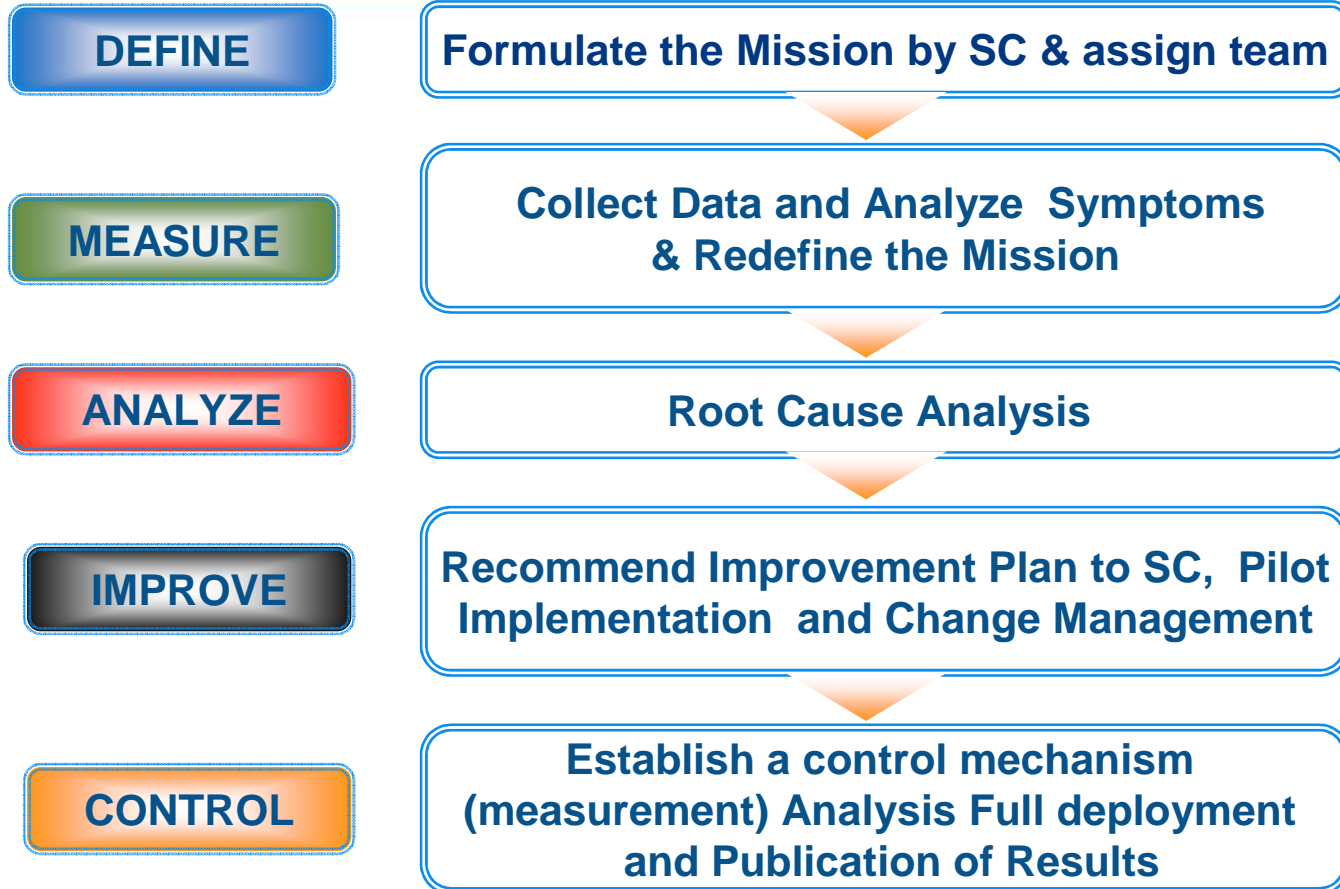 DEFINE
Formulate the Mission by SC & assign team
MEASURE
Collect Data and Analyze Symptoms
& Redefine the Mission
ANALYZE
Root Cause Analysis
IMPROVE
Recommend Improvement Plan to SC, Pilot
Implementation and Change Management
CONTROL
Establish a control mechanism
(measurement) Analysis Full deployment
and Publication of Results